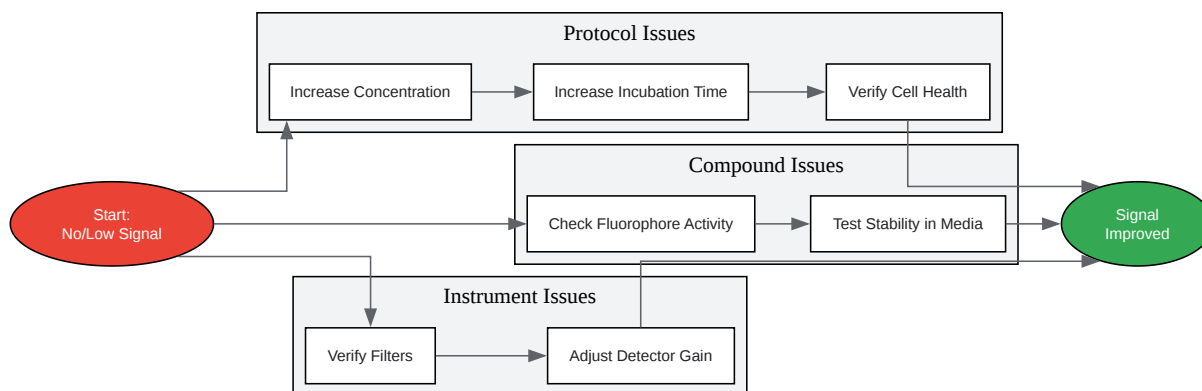 Protocol Issues
Increase Concentration
Increase Incubation Time
Verify Cell Health
Compound Issues
Start:
No/Low Signal
Check Fluorophore Activity
Test Stability in Media
Signal
Improved
Instrument Issues
Verify Filters
Adjust Detector Gain